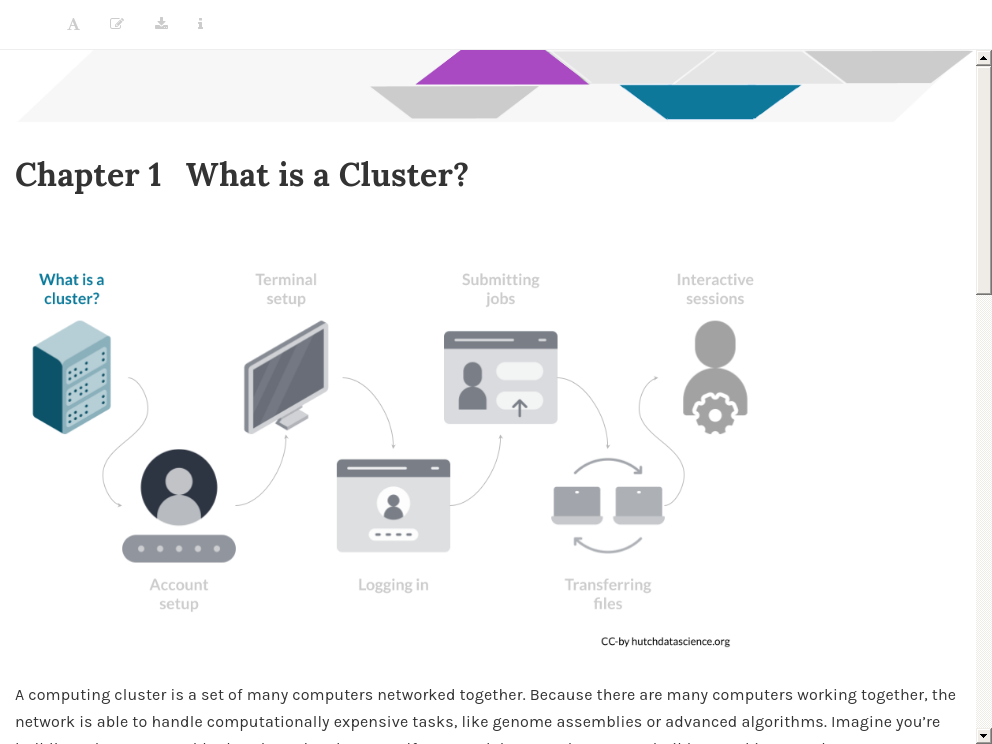 A
i
Chapter 1 What is a Cluster?
What is a
cluster?
Terminal
setup
Submitting
jobs
Interactive
sessions
Account
setup
Logging in
Transferring
files
CC-by hutchdatascience.org
A computing cluster is a set of many computers networked together. Because there are many computers working together, the
network is able to handle computationally expensive tasks, like genome assemblies or advanced algorithms. Imagine you’re